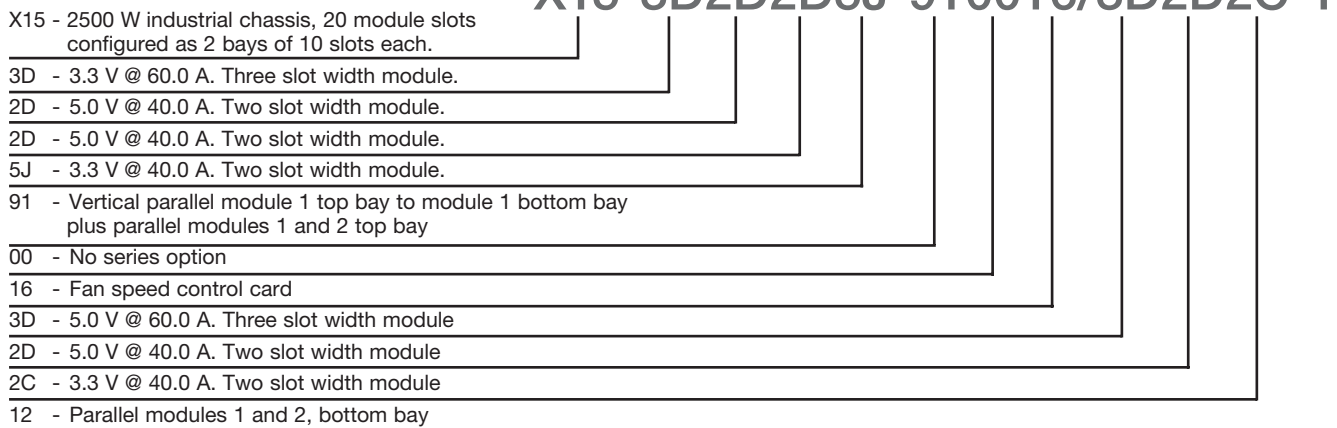 X15 - 2500 W industrial chassis, 20 module slots
configured as 2 bays of 10 slots each.
3D - 3.3 V @ 60.0 A. Three slot width module.
2D - 5.0 V @ 40.0 A. Two slot width module.
2D - 5.0 V @ 40.0 A. Two slot width module.
5J - 3.3 V @ 40.0 A. Two slot width module.
91 - Vertical parallel module 1 top bay to module 1 bottom bay
plus parallel modules 1 and 2 top bay
00 - No series option
16 - Fan speed control card
3D - 5.0 V @ 60.0 A. Three slot width module
2D - 5.0 V @ 40.0 A. Two slot width module
2C - 3.3 V @ 40.0 A. Two slot width module
12 - Parallel modules 1 and 2, bottom bay